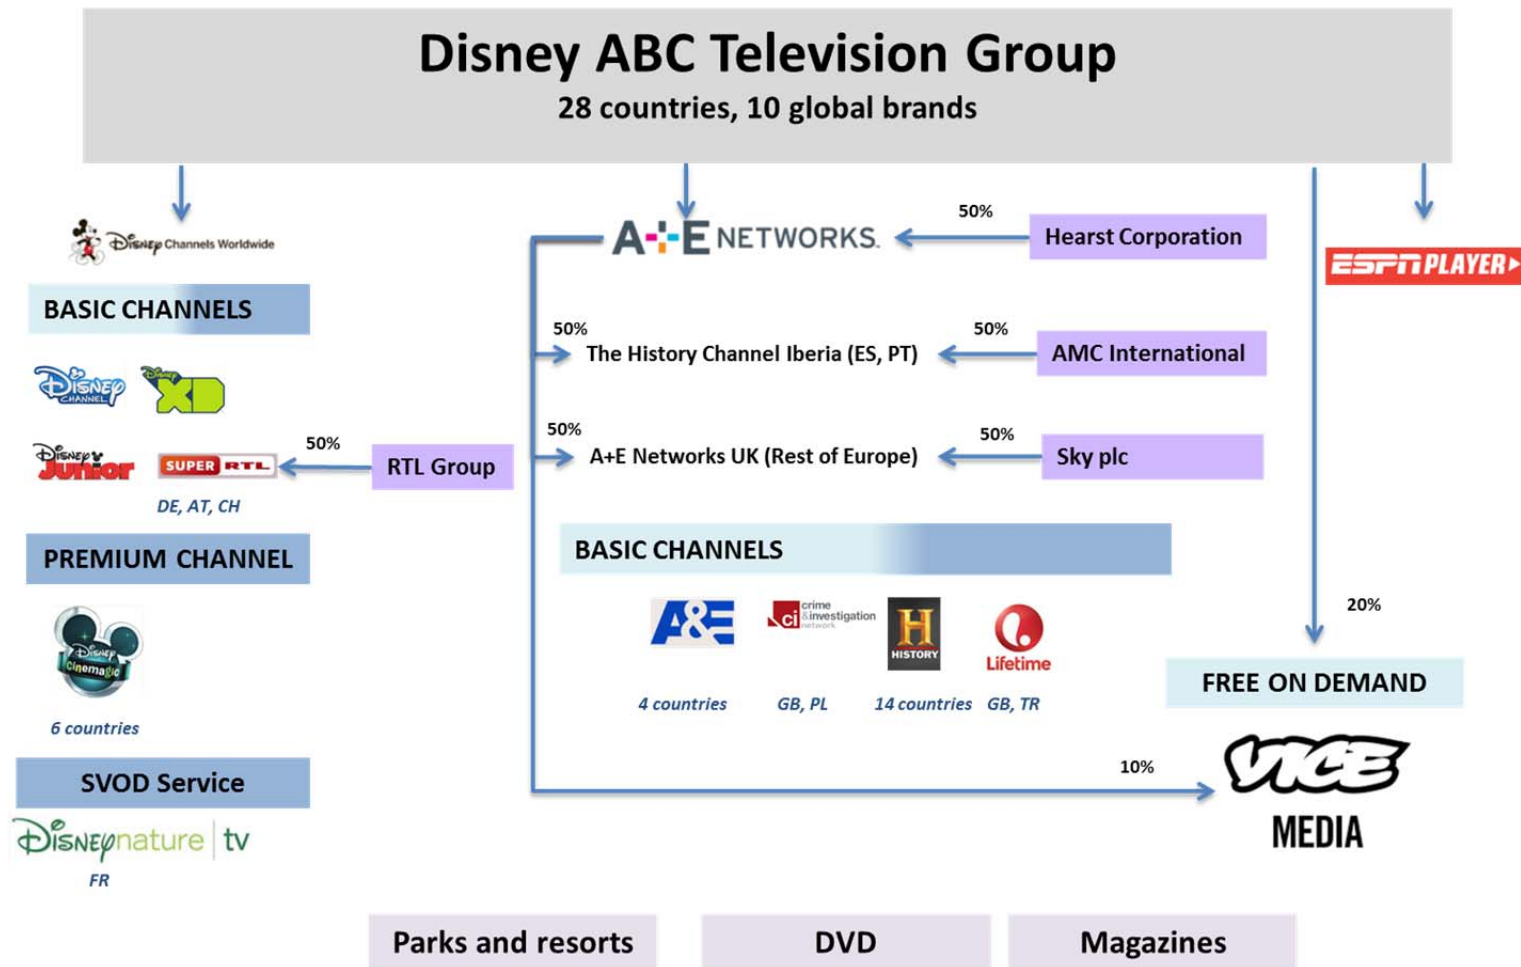 Disney ABC Television Group
28 countries, 10 global brands
Disney Channels Worldwide
BASIC CHANNELS
Disney CHANNEL
Disney XD
Disney Junior
SUPER RTL
DE, AT, CH
50%
RTL Group
PREMIUM CHANNEL
Disney Cinemagic
6 countries
SVOD Service
Disneynature tv
FR
A+E NETWORKS.
50%
Hearst Corporation
50%
The History Channel Iberia (ES, PT)
50%
AMC International
50%
A+E Networks UK (Rest of Europe)
50%
Sky plc
BASIC CHANNELS
A&E
4 countries
ci crime
&investigation
network
GB, PL
H
HISTORY
14 countries
Lifetime
GB, TR
ESPN PLAYER
20%
FREE ON DEMAND
10%
VICE
MEDIA
Parks and resorts
DVD
Magazines